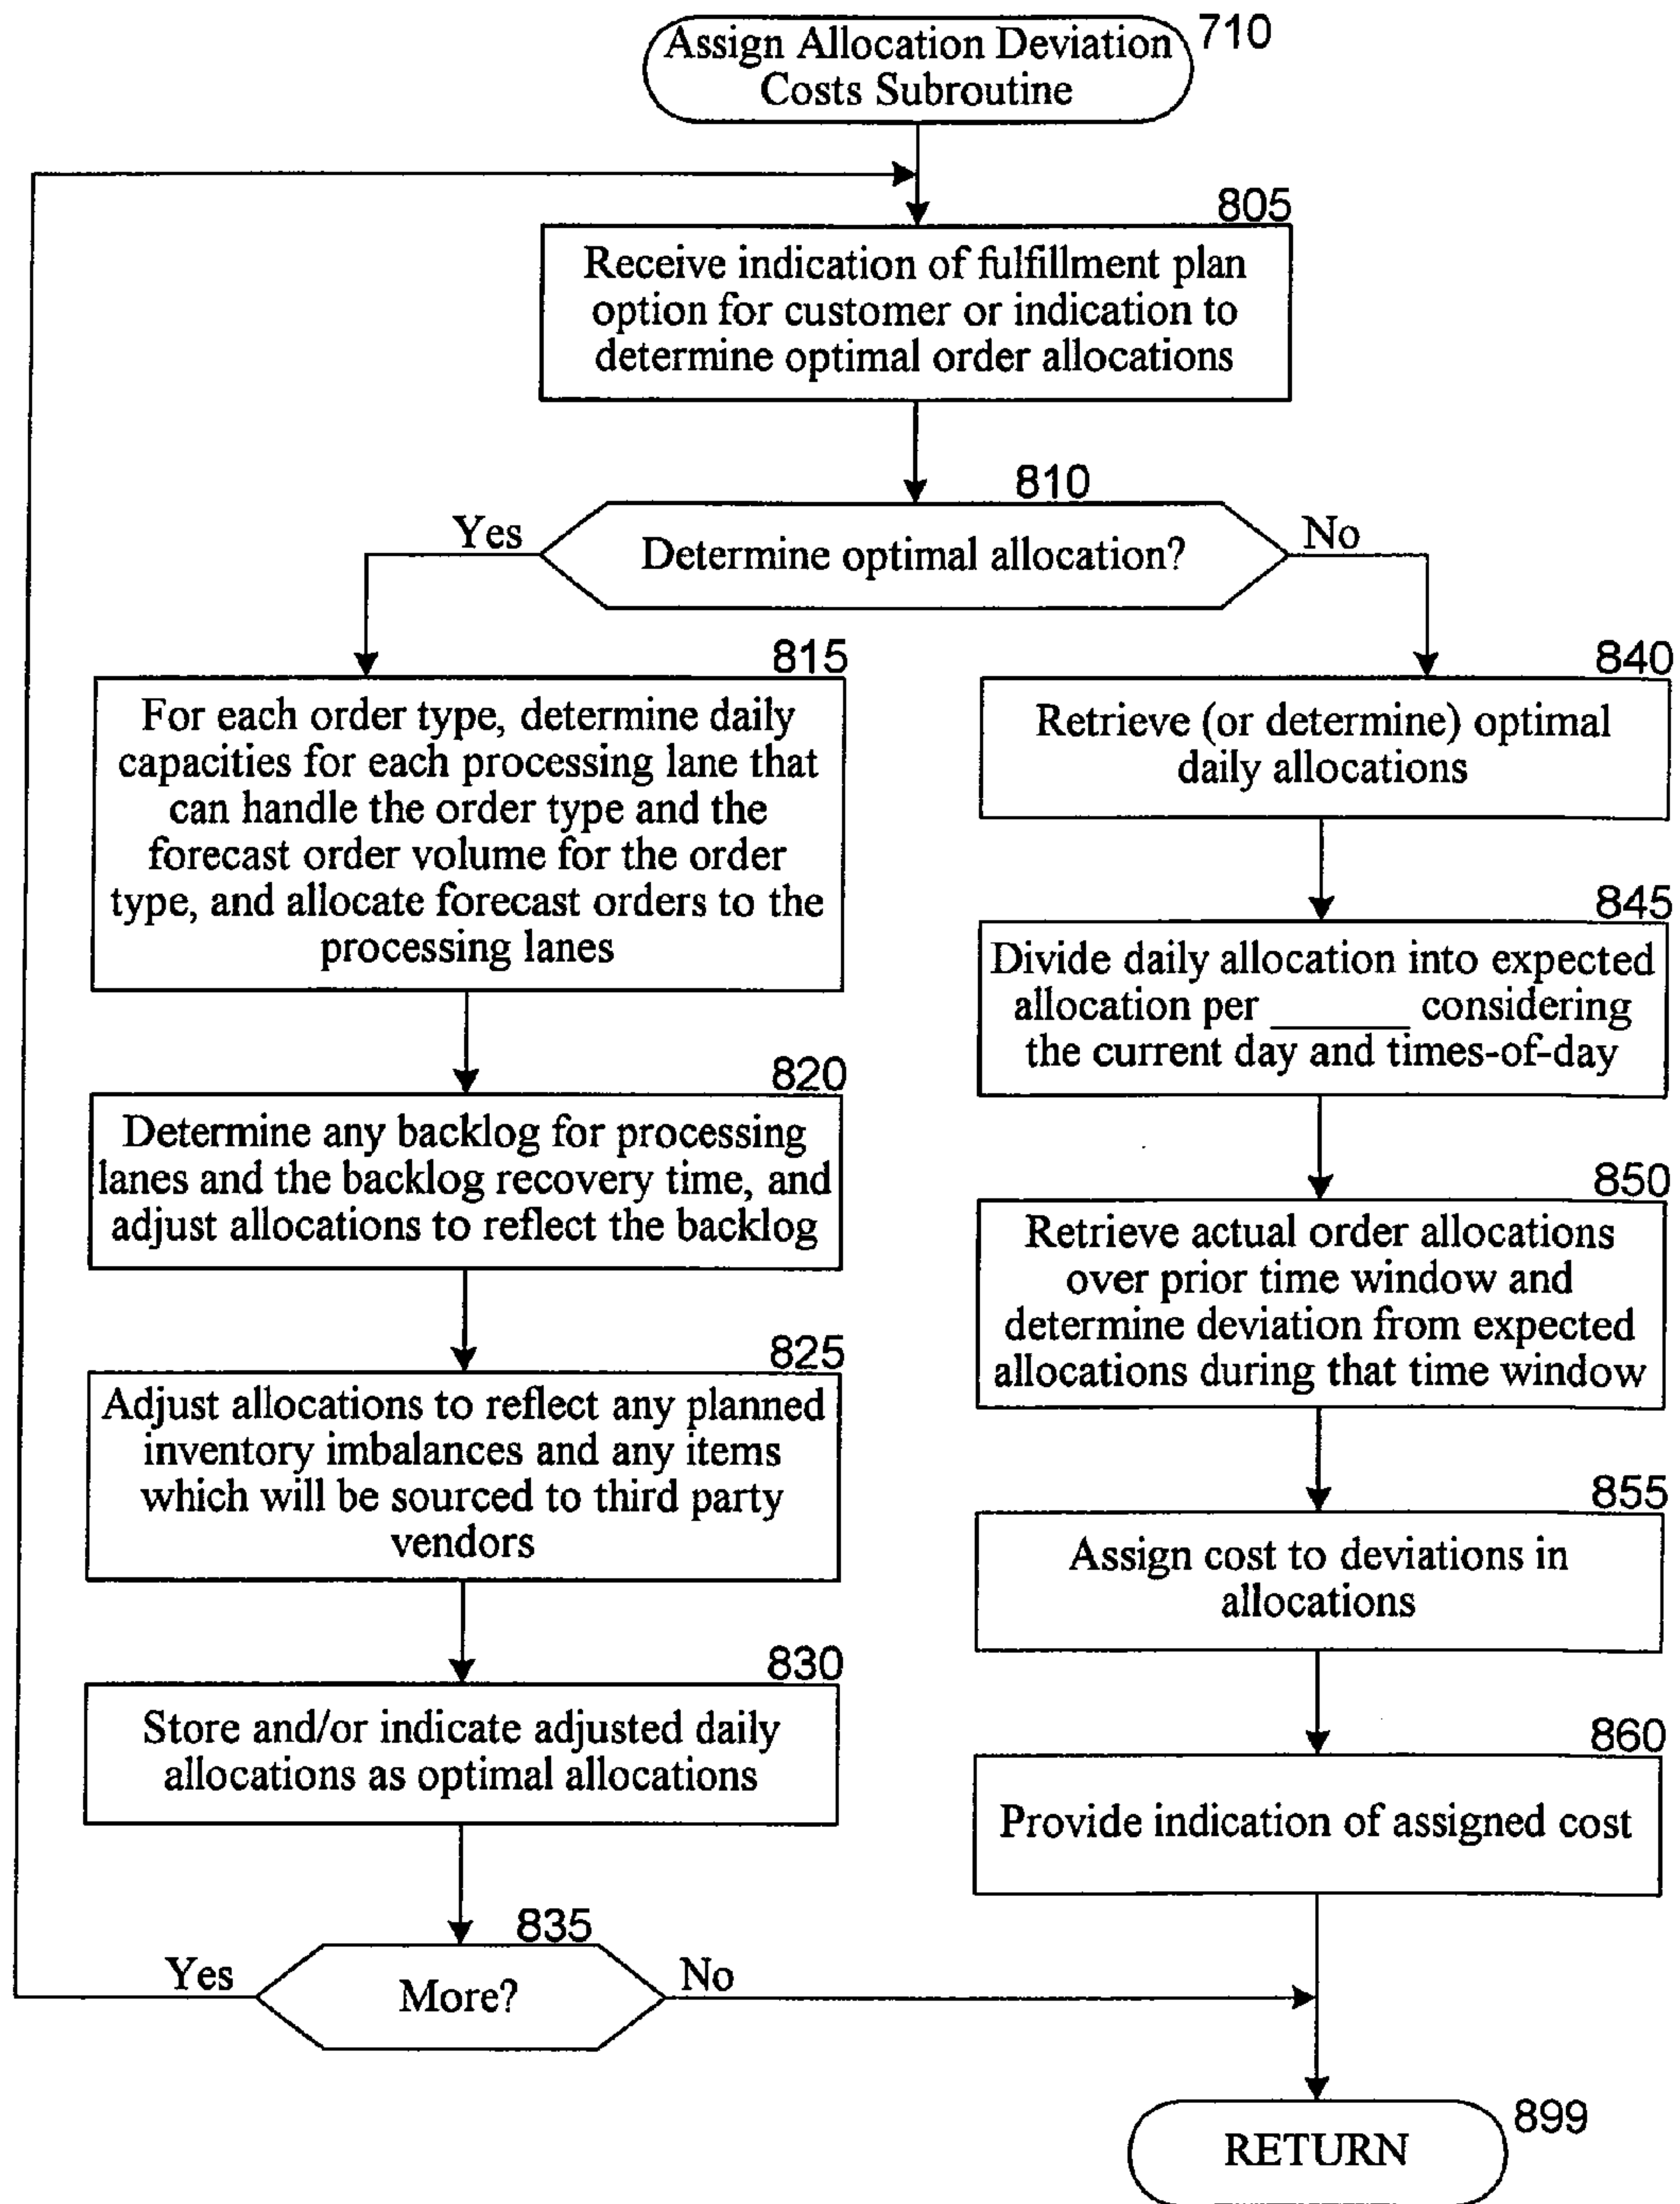 Assign Allocation Deviation
Costs Subroutine
710
805
Receive indication of fulfillment plan
option for customer or indication to
determine optimal order allocations
810
Yes
Determine optimal allocation?
No
815
For each order type, determine daily
capacities for each processing lane that
can handle the order type and the
forecast order volume for the order
type, and allocate forecast orders to the
processing lanes
820
Determine any backlog for processing
lanes and the backlog recovery time, and
adjust allocations to reflect the backlog
825
Adjust allocations to reflect any planned
inventory imbalances and any items
which will be sourced to third party
vendors
830
Store and/or indicate adjusted daily
allocations as optimal allocations
835
Yes
More?
No
840
Retrieve (or determine) optimal
daily allocations
845
Divide daily allocation into expected
allocation per ______ considering
the current day and times-of-day
850
Retrieve actual order allocations
over prior time window and
determine deviation from expected
allocations during that time window
855
Assign cost to deviations in
allocations
860
Provide indication of assigned cost
RETURN
899